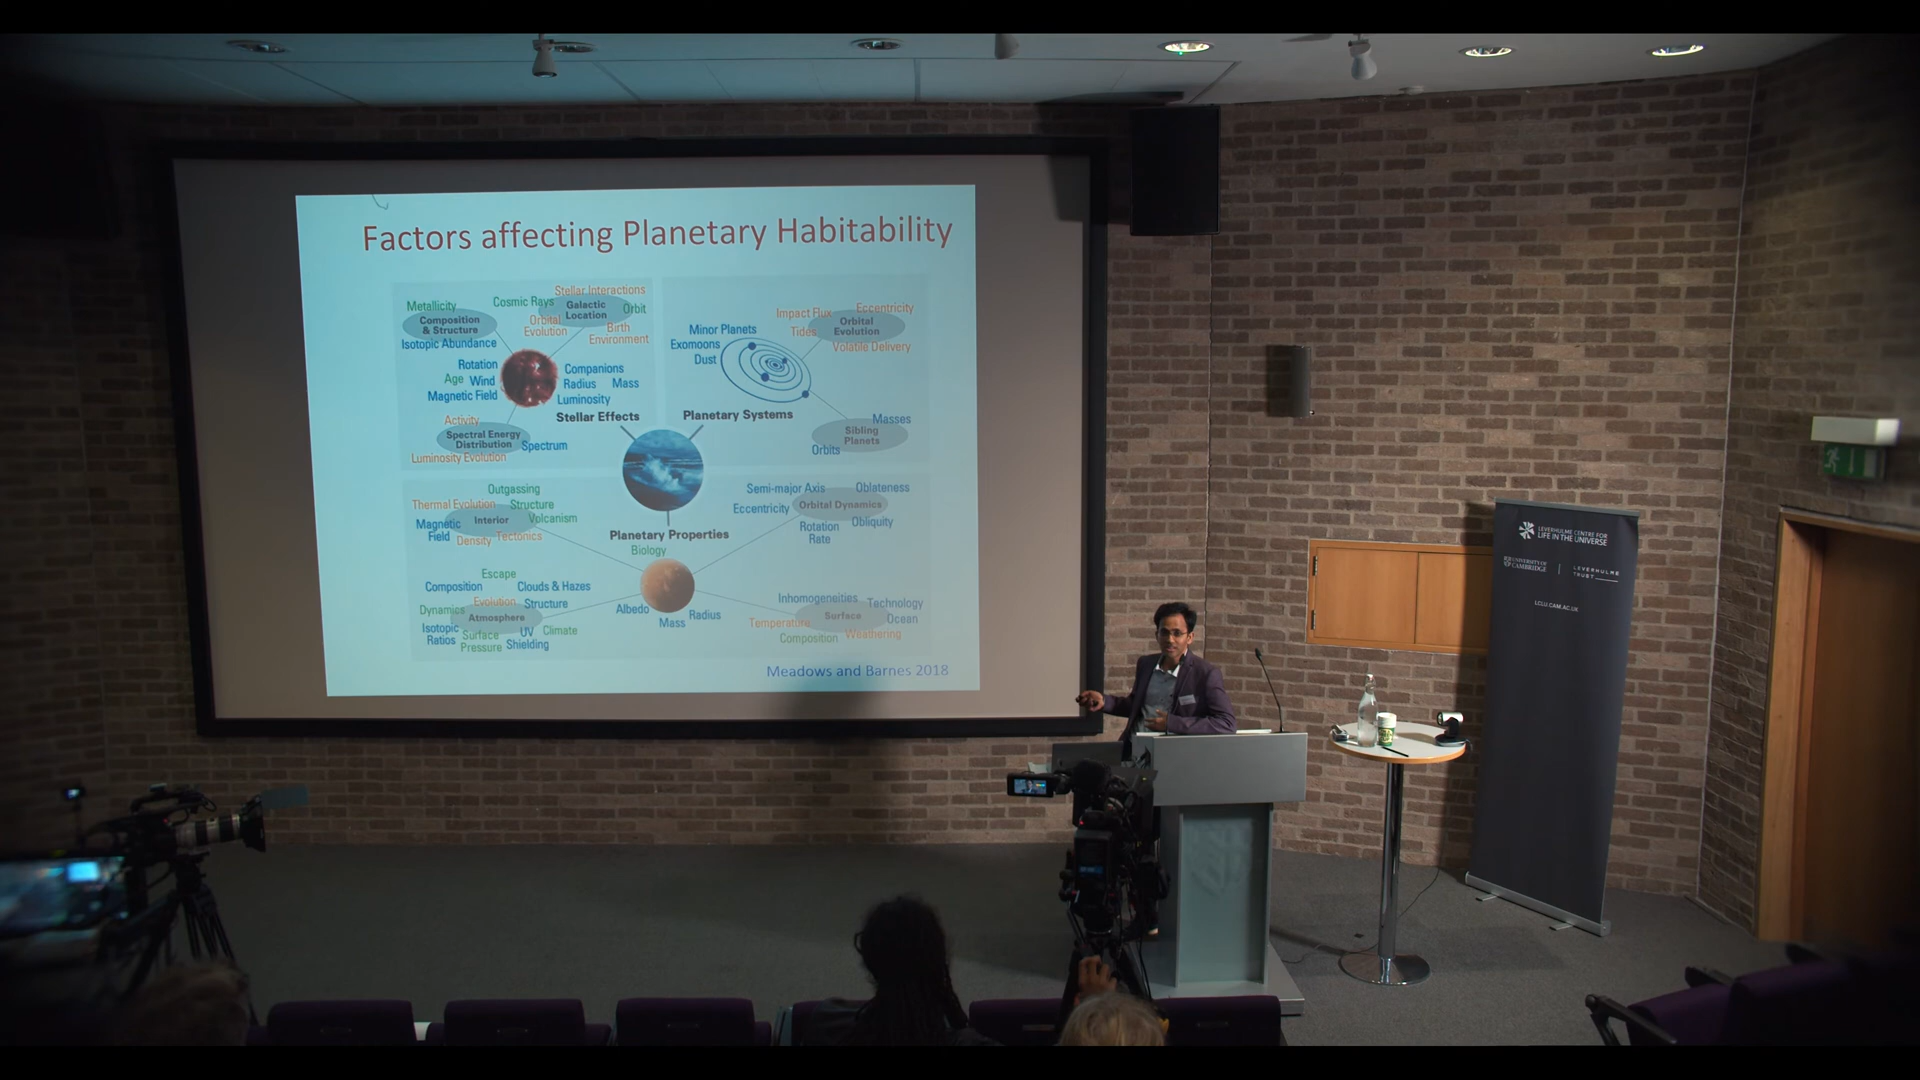 Factors affecting Planetary Habitability
Stellar Interactions
Metallicity
Cosmic Rays
Galactic
Location
Orbit
Composition
& Structure
Orbital
Evolution
Birth
Environment
Isotopic Abundance
Rotation
Age
Wind
Magnetic Field
Companions
Radius
Mass
Luminosity
Stellar Effects
Activity
Spectral Energy
Distribution
Spectrum
Luminosity Evolution
Impact Flux
Eccentricity
Minor Planets
Tides
Orbital
Evolution
Exomoons
Dust
Volatile Delivery
Planetary Systems
Masses
Sibling
Planets
Orbits
Outgassing
Thermal Evolution
Structure
Magnetic
Field
Interior
Volcanism
Density
Tectonics
Planetary Properties
Biology
Semi-major Axis
Oblateness
Eccentricity
Orbital Dynamics
Rotation
Rate
Obliquity
Escape
Composition
Clouds & Hazes
Evolution
Structure
Dynamics
Atmosphere
Isotopic
Ratios
Surface
Pressure
UV
Shielding
Climate
Albedo
Mass
Radius
Inhomogeneities
Technology
Ocean
Temperature
Surface
Composition
Weathering
Meadows and Barnes 2018
LEVERHULME CENTRE FOR
LIFE IN THE UNIVERSE
UNIVERSITY OF
CAMBRIDGE
LEVERHULME
TRUST
LCLU.CAM.AC.UK